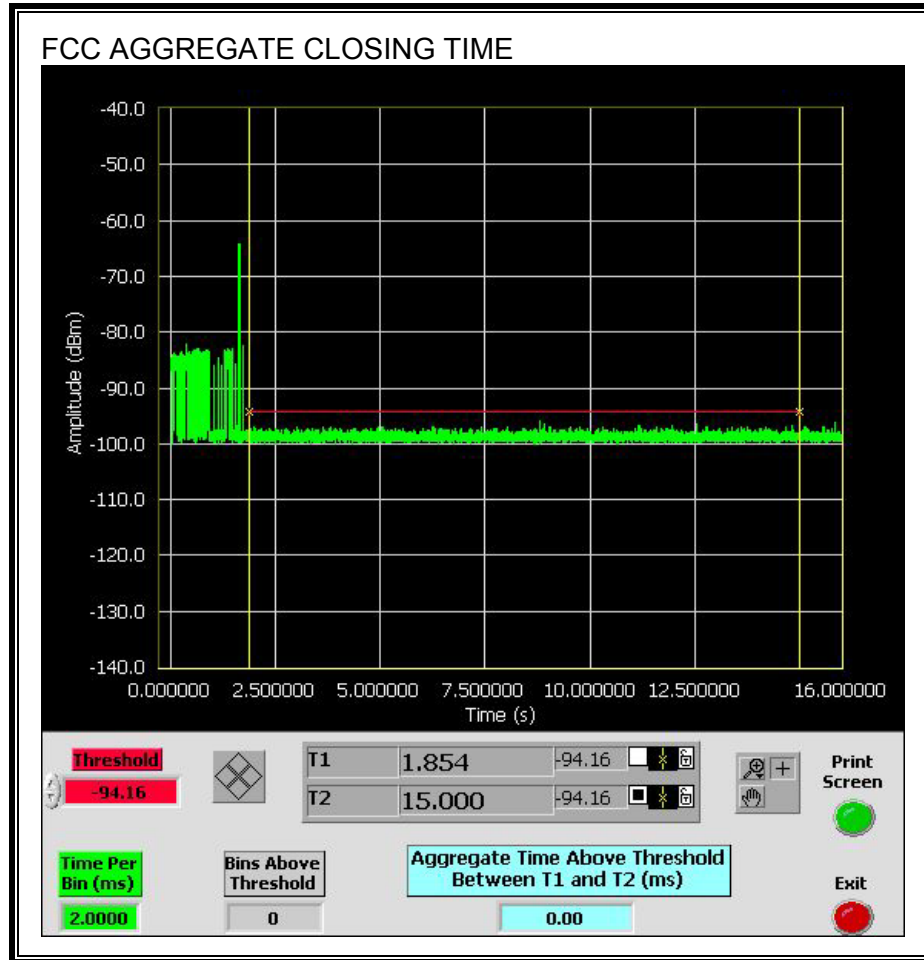 FCC AGGREGATE CLOSING TIME
-40.0
-50.0
-60.0
-70.0
-80.0
-90.0
-100.0
-110.0
-120.0
-130.0
-140.0
Amplitude (dBm)
0.000000 2.500000 5.000000 7.500000 10.000000 12.500000 16.000000
Time (s)
Threshold
-94.16
T1 1.854 -94.16
T2 15.000 -94.16
Print
Screen
Time Per
Bin (ms)
2.0000
Bins Above
Threshold
0
Aggregate Time Above Threshold
Between T1 and T2 (ms)
0.00
Exit